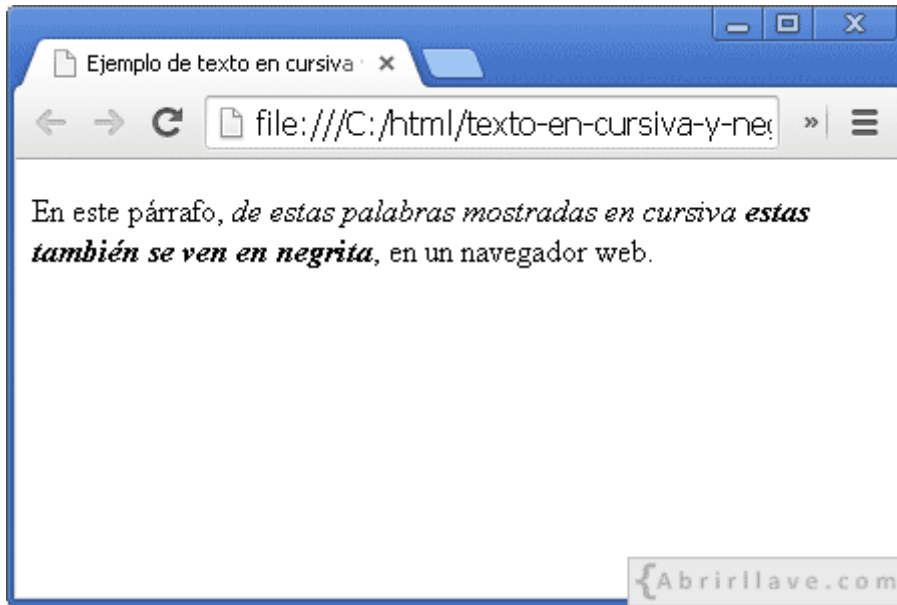 Ejemplo de texto en cursiva
file:///C:/html/texto-en-cursiva-y-neg
En este párrafo, de estas palabras mostradas en cursiva estas
también se ven en negrita, en un navegador web.
{Abrirllave.com